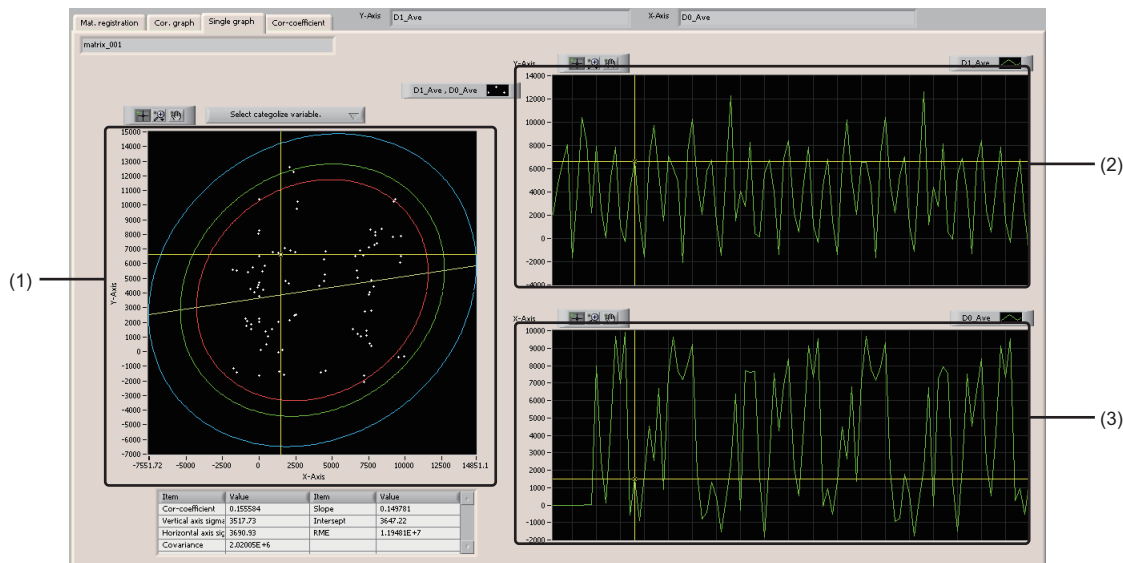 Mat. registration Cor. graph Single graph Cor-coefficient
Y-Axis D1_Ave X-Axis D0_Ave
matrix_001
D1_Ave , D0_Ave
Select categolize variable.
15000
14000
13000
12000
11000
10000
9000
8000
7000
6000
5000
4000
3000
2000
1000
0
-1000
-2000
-3000
-4000
-5000
-6000
-7000
Y-Axis
-7551.72 -5000 -2500 0 2500 5000 7500 10000 14851.1
X-Axis
(1)
Item Value Item Value
Cor-coefficient 0.155584 Slope 0.149781
Vertical axis sigma 3517.73 Intersept 3647.22
Horizontal axis sig 3690.93 RME 1.19481E+7
Covariance 2.02005E+6
Y-Axis
D1_Ave
14000
12000
10000
8000
6000
4000
2000
0
-2000
-4000
(2)
X-Axis
D0_Ave
10000
9000
8000
7000
6000
5000
4000
3000
2000
1000
0
-1000
-2000
(3)